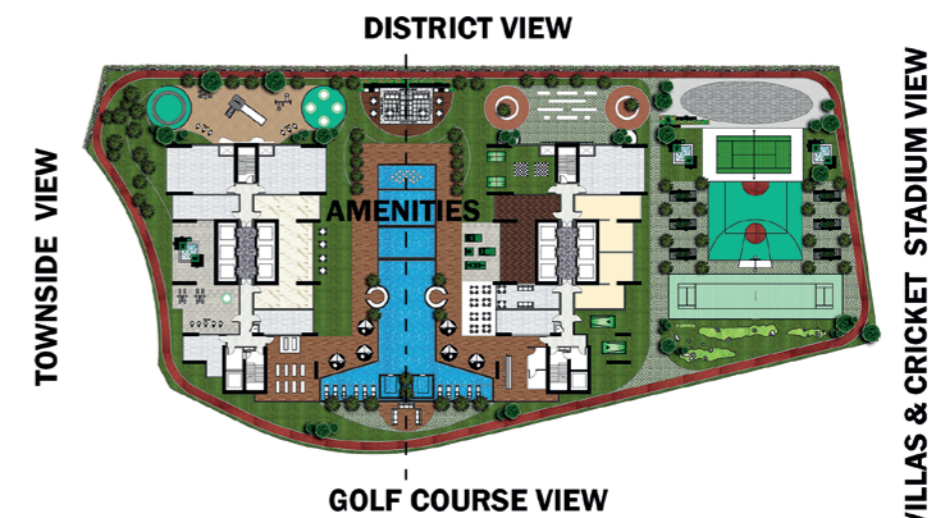 DISTRICT VIEW
TOWNSIDE VIEW
AMENITIES
VILLAS & CRICKET STADIUM VIEW
GOLF COURSE VIEW